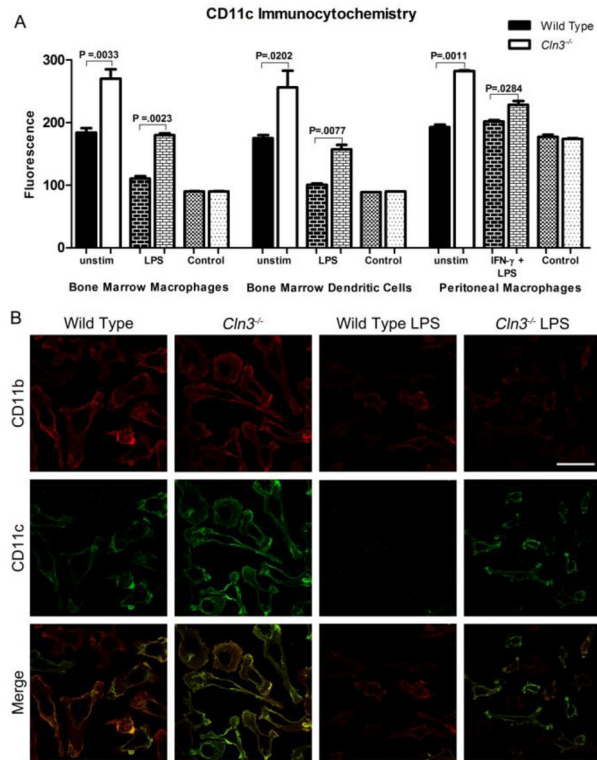 CD11c Immunocytochemistry
A
Wild Type
Cln3-/-
P =.0033
P =.0023
P =.0202
P=.0077
P=.0011
P=.0284
Fluorescence
300
200
100
0
unstim LPS Control unstim LPS Control unstim IFN-γ + LPS Control
Bone Marrow Macrophages Bone Marrow Dendritic Cells Peritoneal Macrophages
B
Wild Type Cln3-/- Wild Type LPS Cln3-/- LPS
CD11b
CD11c
Merge